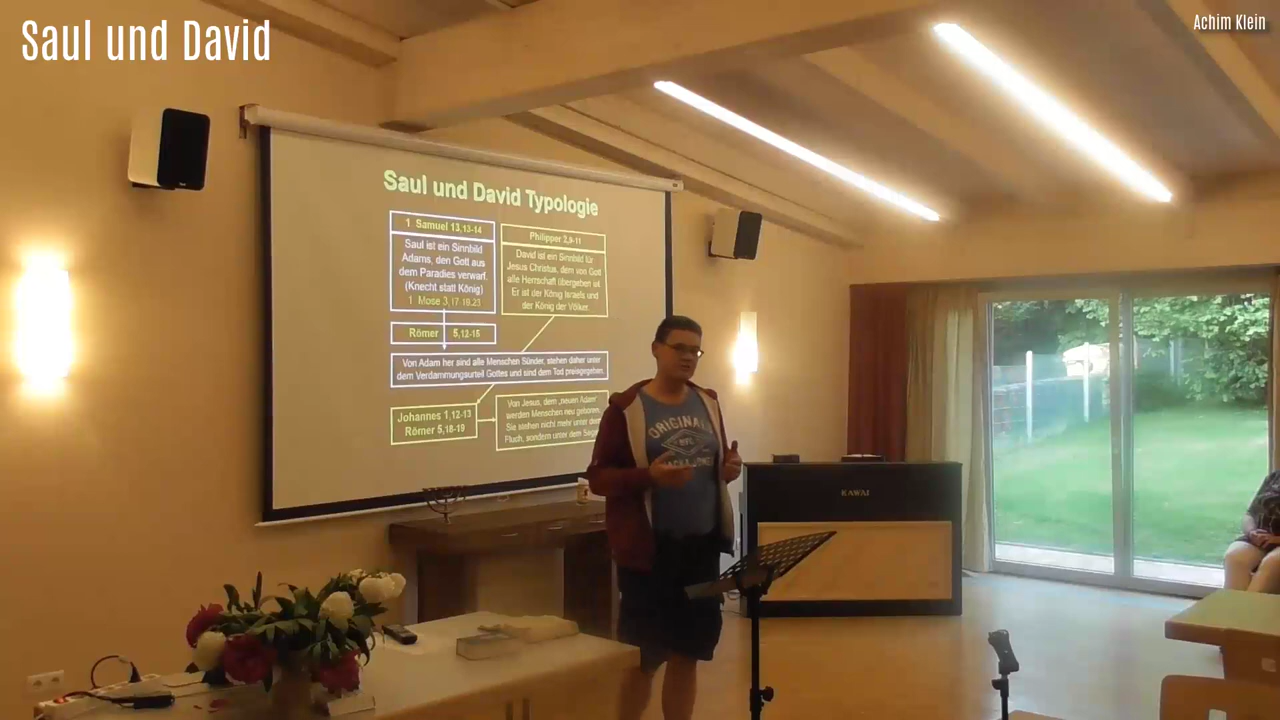 Saul und David
Achim Klein
Saul und David Typologie
1 Samuel 13,13-14
Saul ist ein Sinnbild
Adams, den Gott aus
dem Paradies verwarf.
(Knecht statt König)
1 Mose 3,17-19.23
Philipper 2,9-11
David ist ein Sinnbild für
Jesus Christus, dem von Gott
alle Herrschaft übergeben ist
Er ist der König Israels und
der König der Völker.
Römer 5,12-15
Von Adam her sind alle Menschen Sünder, stehen daher unter
dem Verdammungsurteil Gottes und sind dem Tod preisgegeben.
Johannes 1,12-13
Römer 5,18-19
Von Jesus, dem „neuen Adam"
werden Menschen neu geboren.
Sie stehen nicht mehr unter dem
Fluch, sondern unter dem Segen
ORIGINAL
KAWAI